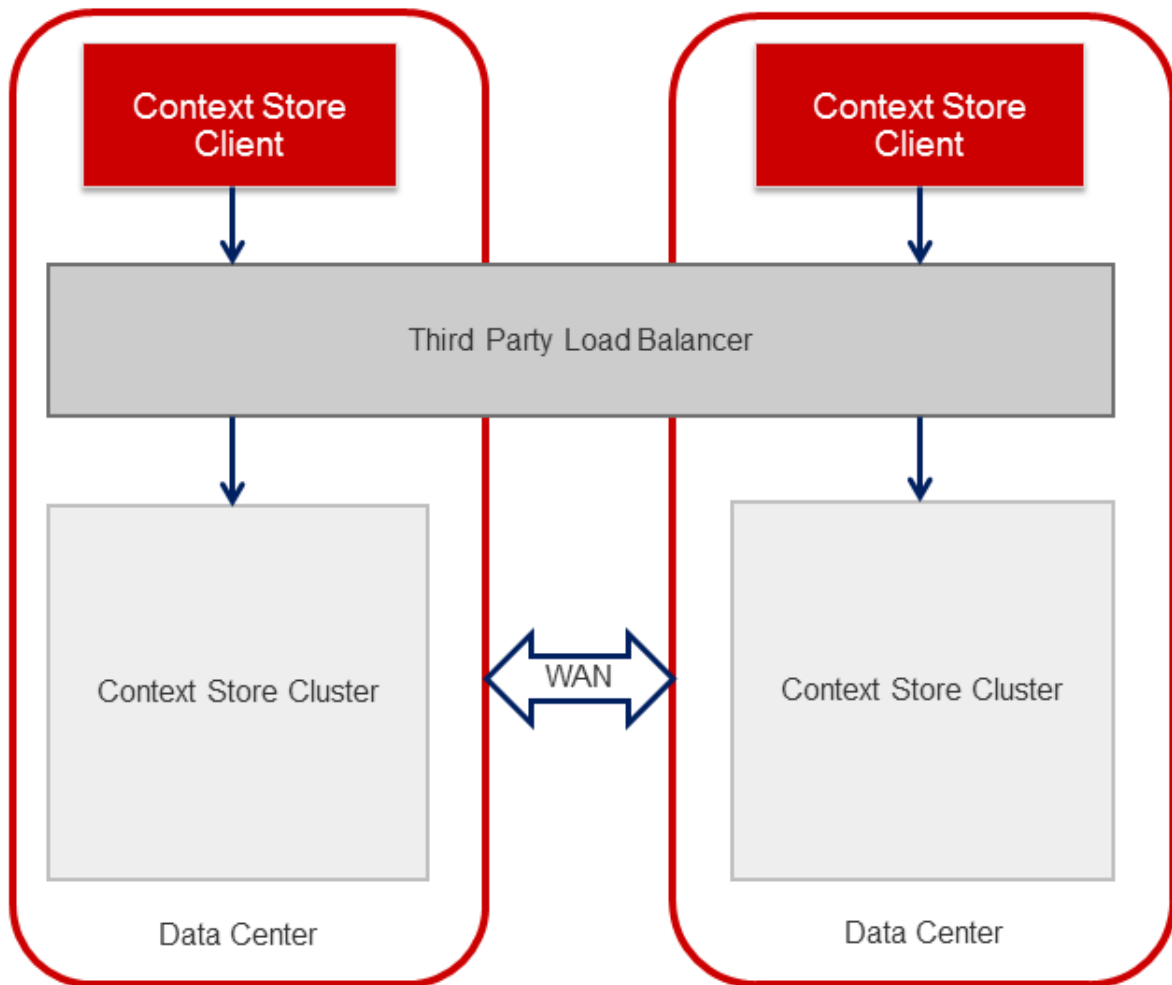 Context Store
Client
Context Store
Client
Third Party Load Balancer
Context Store Cluster
WAN
Context Store Cluster
Data Center
Data Center